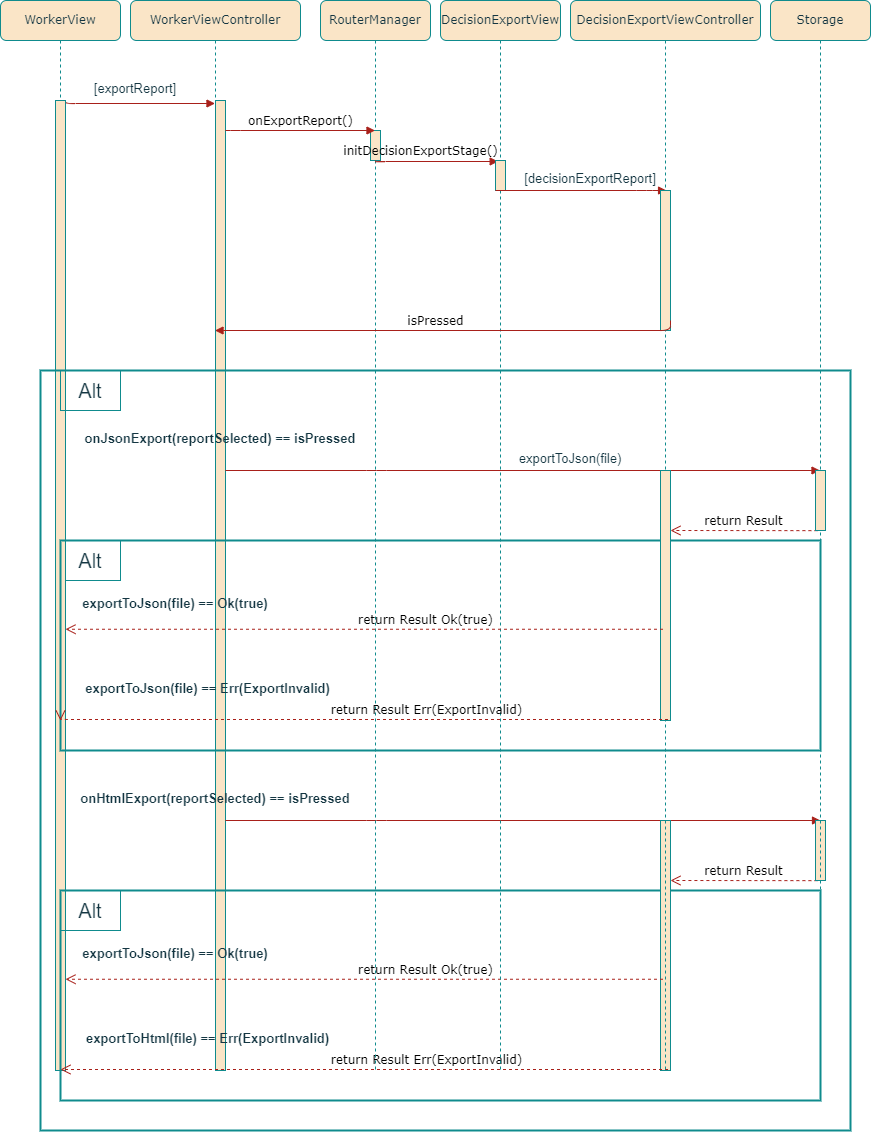 WorkerView
WorkerViewController
RouterManager
DecisionExportView
DecisionExportViewController
Storage
[exportReport]
onExportReport()
initDecisionExportStage()
[decisionExportReport]
isPressed
Alt
onJsonExport(reportSelected) == isPressed
exportToJson(file)
return Result
Alt
exportToJson(file) == Ok(true)
return Result Ok(true)
exportToJson(file) == Err(ExportInvalid)
return Result Err(ExportInvalid)
onHtmlExport(reportSelected) == isPressed
return Result
Alt
exportToJson(file) == Ok(true)
return Result Ok(true)
exportToHtml(file) == Err(ExportInvalid)
return Result Err(ExportInvalid)